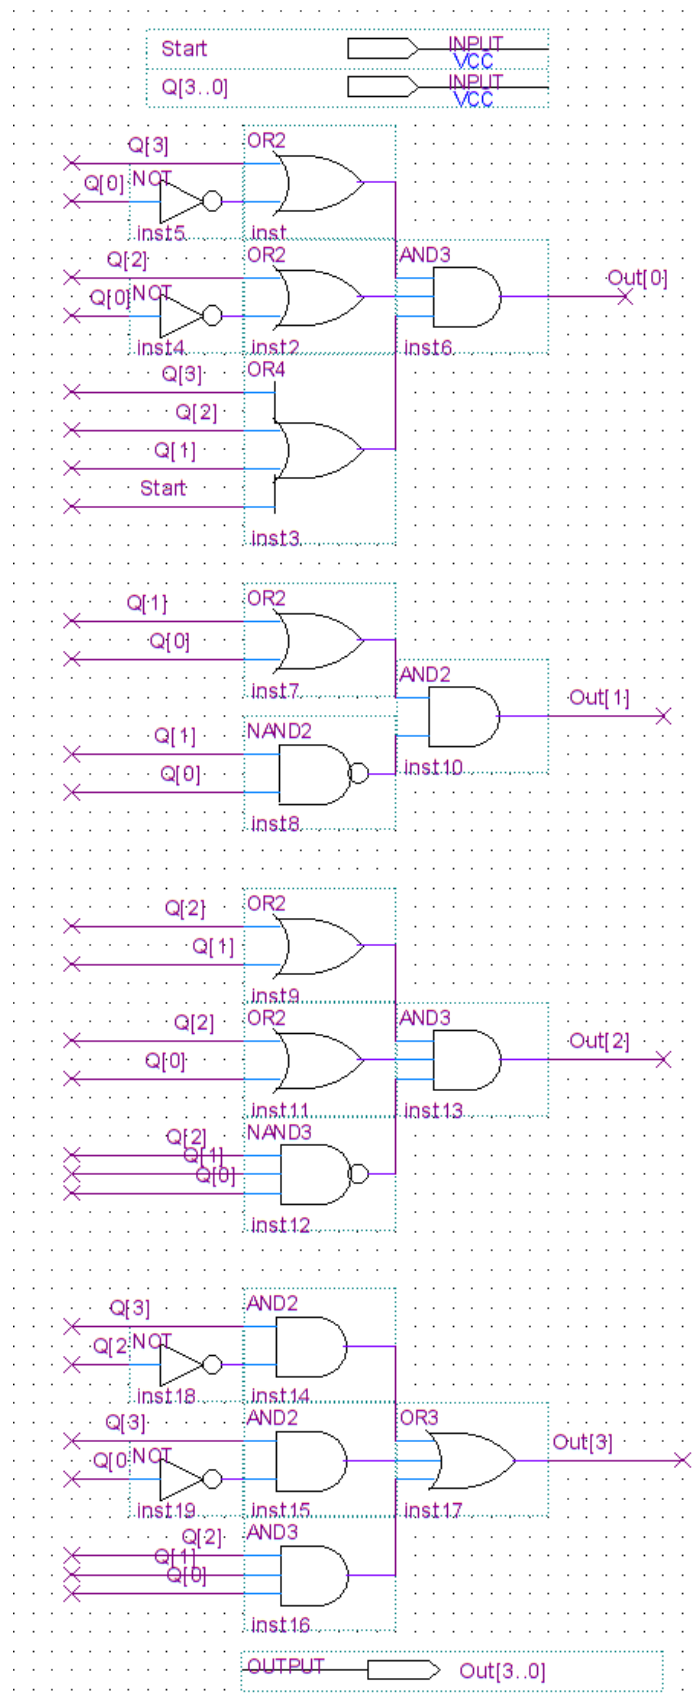 Start INPUT
VCC
Q[3..0] INPUT
VCC
Q[3] OR2
Q[0] NOT
inst5 inst
Q[2] OR2 AND3
Q[0] NOT Out[0]
inst4 inst2 inst6
Q[3] OR4
Q[2]
Q[1]
Start
inst3
Q[1] OR2
Q[0]
inst7 AND2
Out[1]
Q[1] NAND2
Q[0] inst10
inst8
Q[2] OR2
Q[1]
inst9
Q[2] OR2 AND3
Q[0] Out[2]
inst11 inst13
Q[2] NAND3
Q[1]
Q[0]
inst12
Q[3] AND2
Q[2 NOT
inst18 inst14
Q[3] AND2 OR3
Q[0 NOT Out[3]
inst19 inst15 inst17
Q[2] AND3
Q[1]
Q[0]
inst16
OUTPUT Out[3..0]